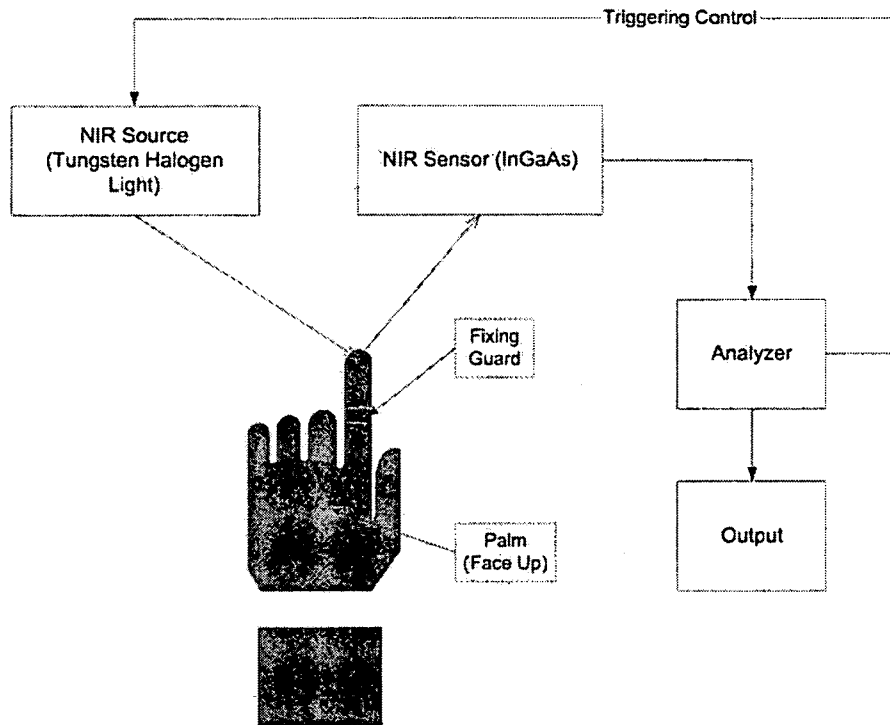 Triggering Control
NIR Source
(Tungsten Halogen
Light)
NIR Sensor (InGaAs)
Fixing
Guard
Analyzer
Palm
(Face Up)
Output